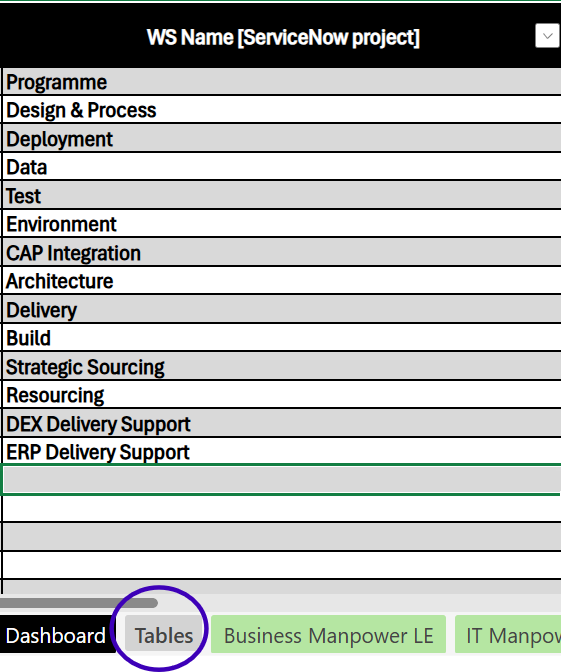 WS Name [ServiceNow project]
Programme
Design & Process
Deployment
Data
Test
Environment
CAP Integration
Architecture
Delivery
Build
Strategic Sourcing
Resourcing
DEX Delivery Support
ERP Delivery Support
Dashboard Tables Business Manpower LE IT Manpow